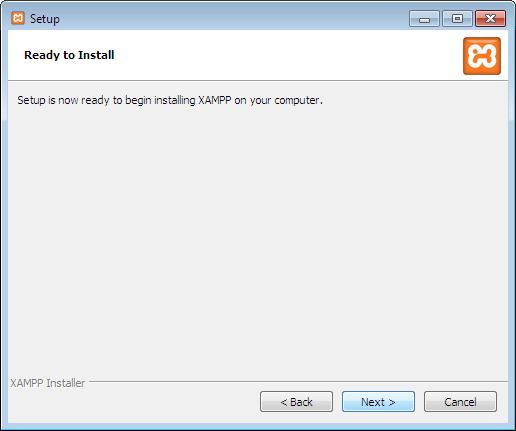 Setup
Ready to Install
Setup is now ready to begin installing XAMPP on your computer.
XAMPP Installer
< Back
Next >
Cancel